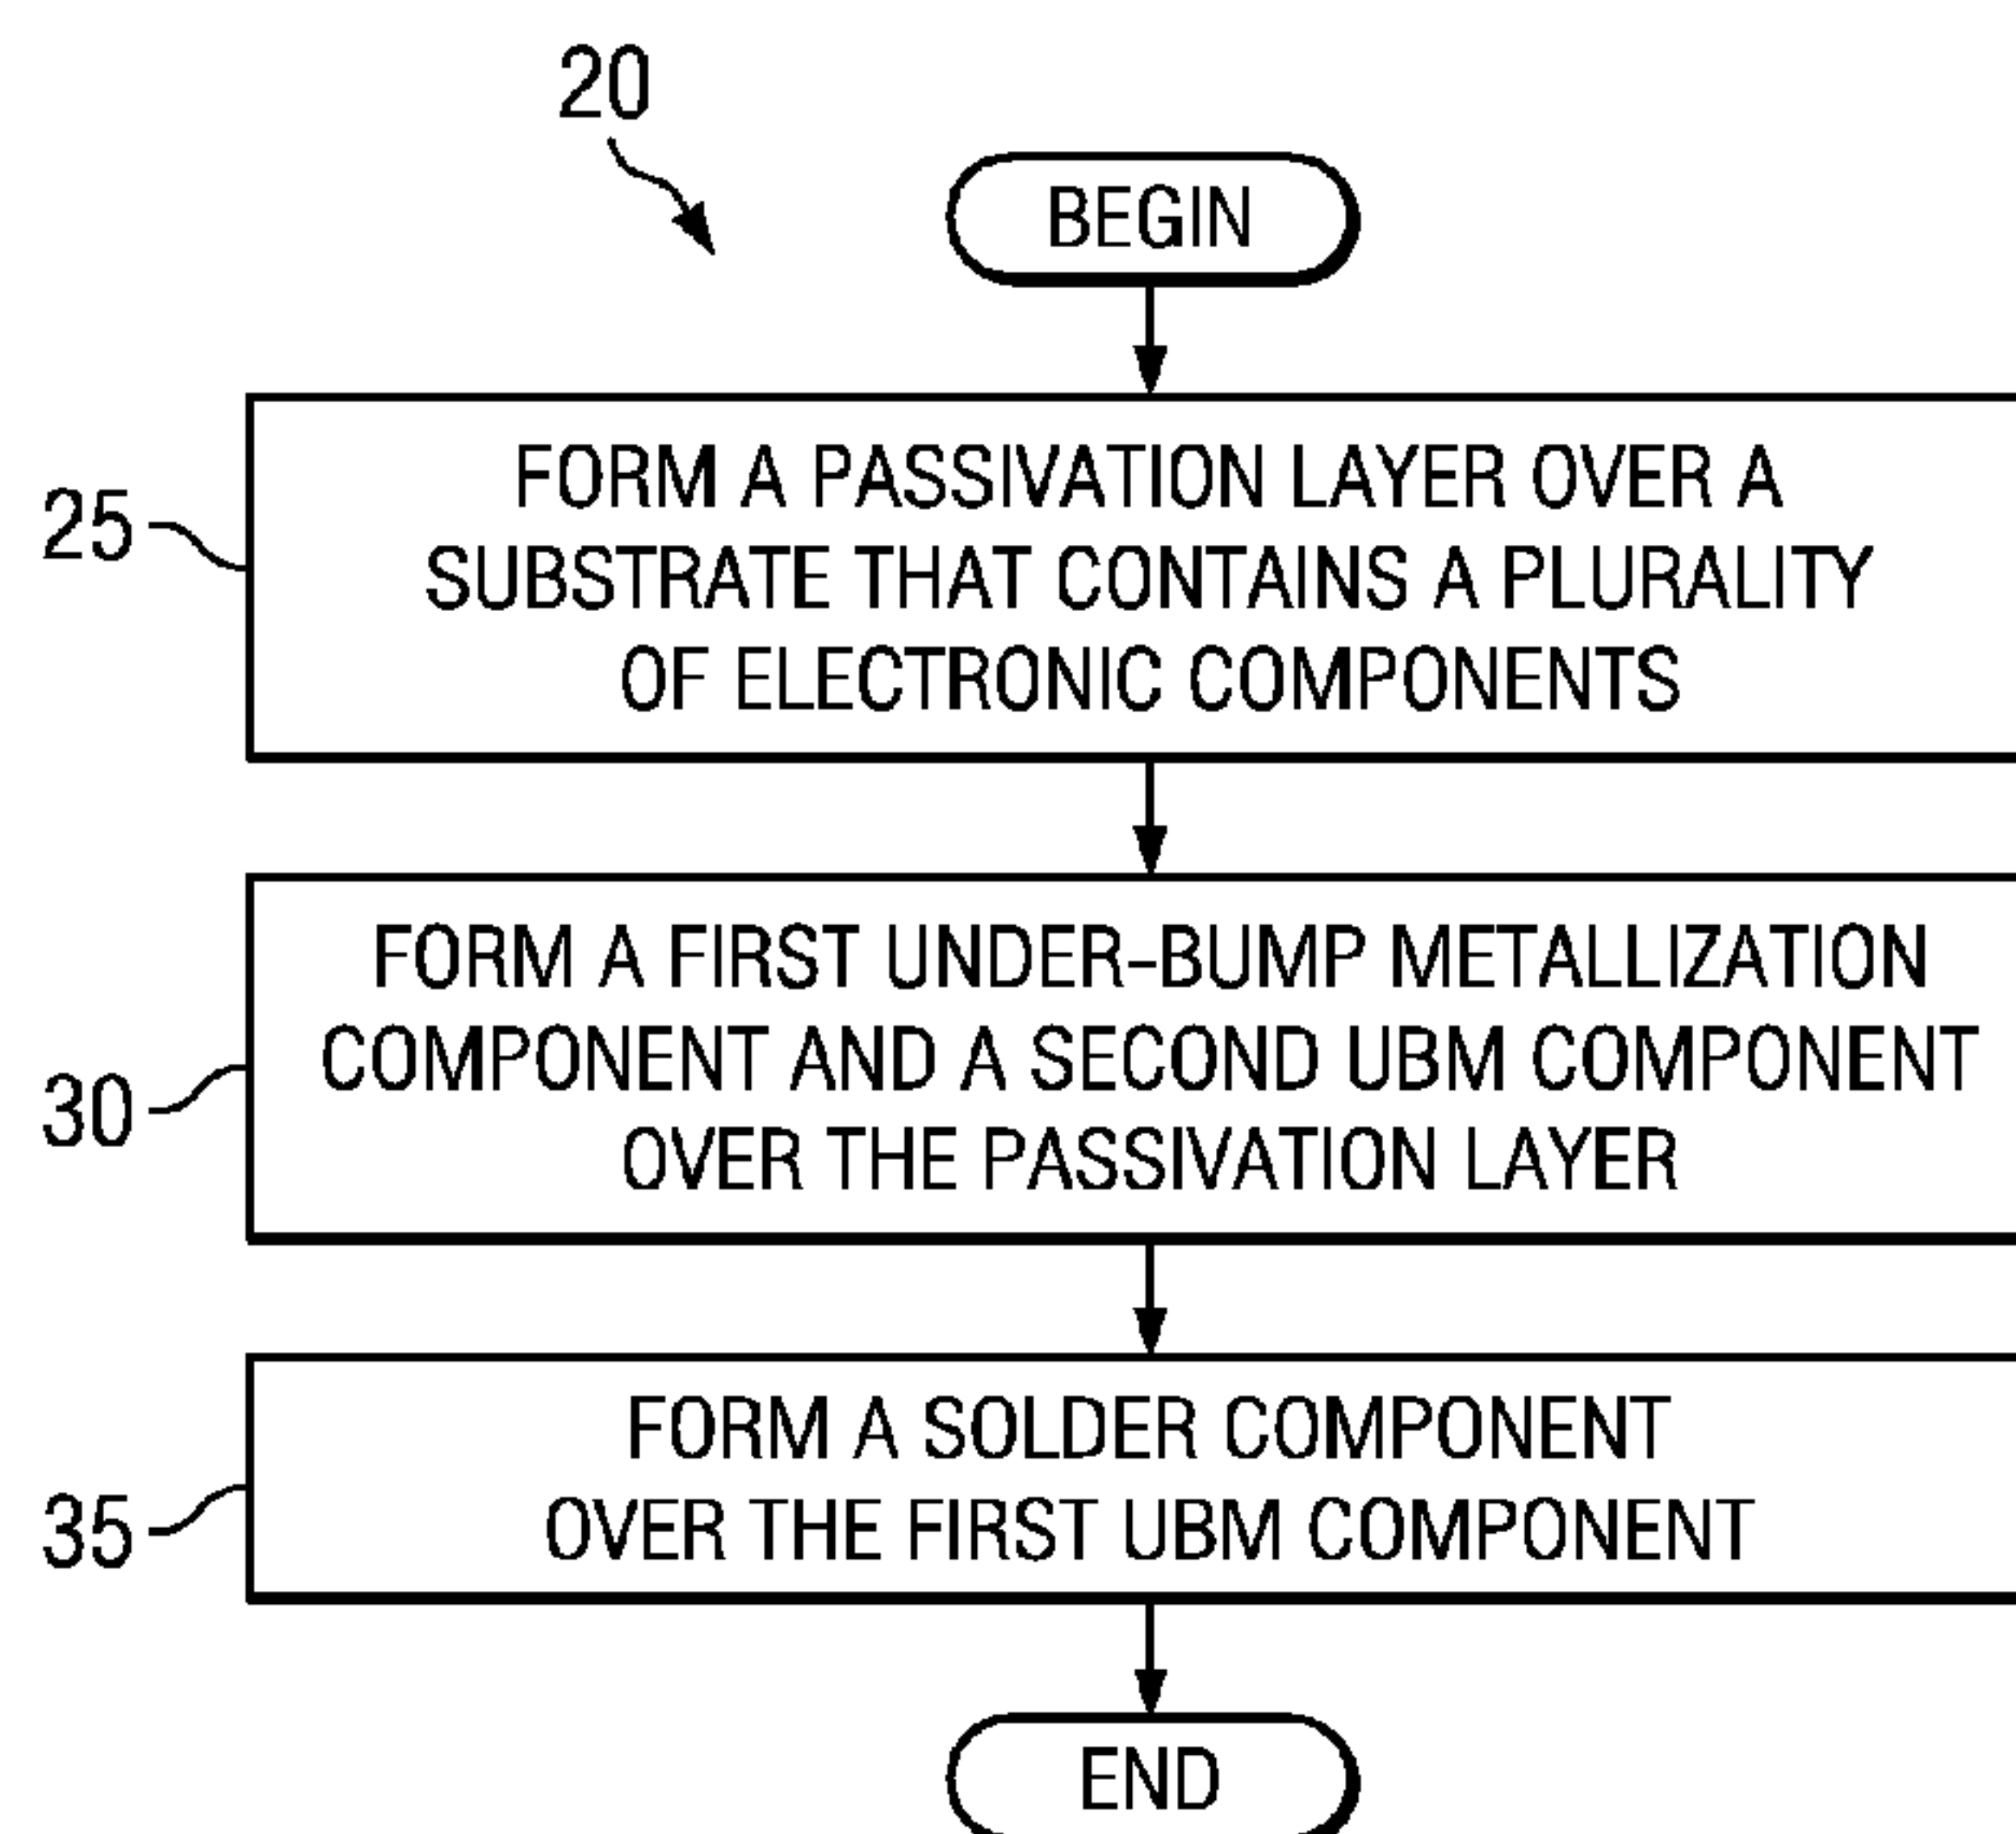 20
BEGIN
25
FORM A PASSIVATION LAYER OVER A
SUBSTRATE THAT CONTAINS A PLURALITY
OF ELECTRONIC COMPONENTS
30
FORM A FIRST UNDER-BUMP METALLIZATION
COMPONENT AND A SECOND UBM COMPONENT
OVER THE PASSIVATION LAYER
35
FORM A SOLDER COMPONENT
OVER THE FIRST UBM COMPONENT
END